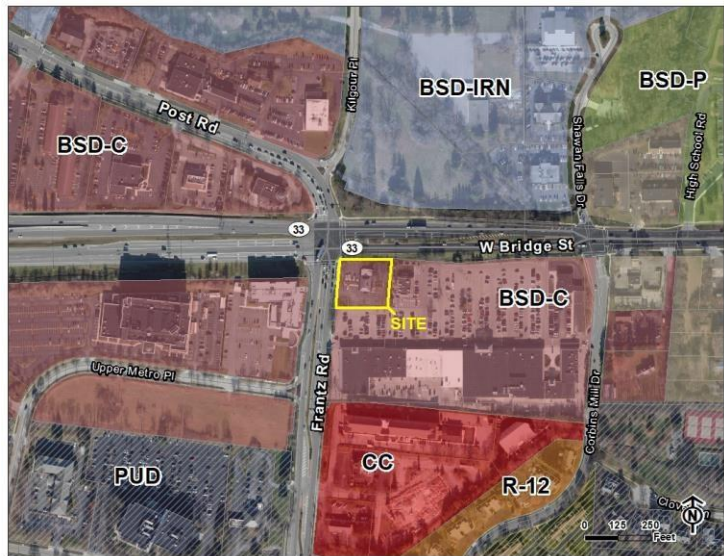 BSD-IRN
BSD-P
Kilgour Pl
Post Rd
Shawan Falls Dr
High School Rd
BSD-C
33
33
W Bridge St
BSD-C
SITE
Upper Metro Pl
Frantz Rd
Corbins Mill Dr
CC
PUD
R-12
N
0 125 250
Feet